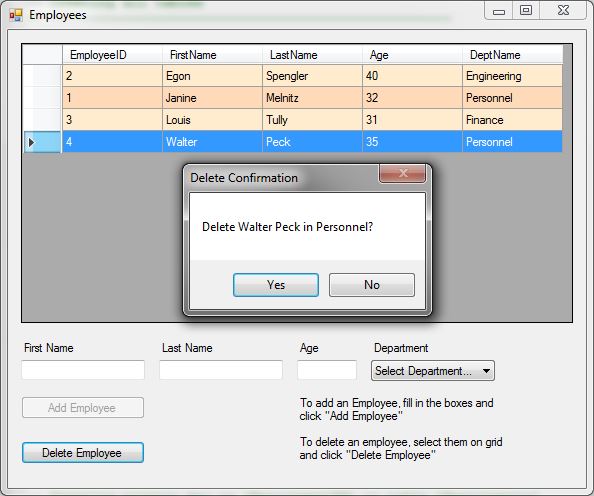 Employees
EmployeeID FirstName LastName Age DeptName
2 Egon Spengler 40 Engineering
1 Janine Melnitz 32 Personnel
3 Louis Tully 31 Finance
4 Walter Peck 35 Personnel
Delete Confirmation
Delete Walter Peck in Personnel?
Yes No
First Name Last Name Age Department
Select Department...
Add Employee
To add an Employee, fill in the boxes and
click "Add Employee"
Delete Employee
To delete an employee, select them on grid
and click "Delete Employee"